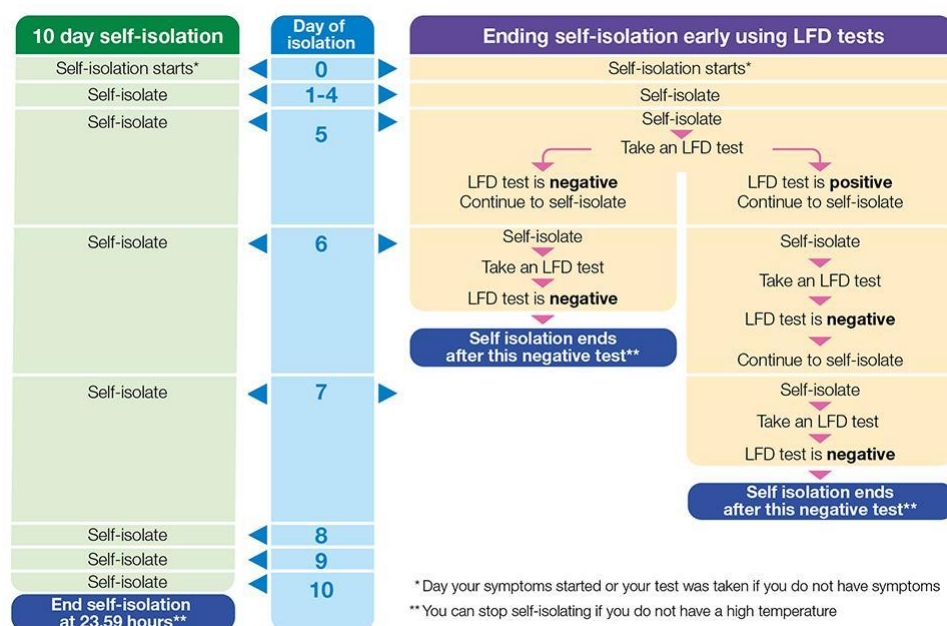 10 day self-isolation
Day of
isolation
Ending self-isolation early using LFD tests
Self-isolation starts*
0
Self-isolation starts*
Self-isolate
1-4
Self-isolate
Self-isolate
5
Self-isolate
Take an LFD test
LFD test is negative
Continue to self-isolate
LFD test is positive
Continue to self-isolate
Self-isolate
6
Self-isolate
Take an LFD test
LFD test is negative
Self isolation ends
after this negative test**
Self-isolate
Take an LFD test
LFD test is negative
Continue to self-isolate
Self-isolate
7
Self-isolate
Take an LFD test
LFD test is negative
Self isolation ends
after this negative test**
Self-isolate
8
Self-isolate
9
Self-isolate
10
End self-isolation
at 23.59 hours**
* Day your symptoms started or your test was taken if you do not have symptoms
** You can stop self-isolating if you do not have a high temperature